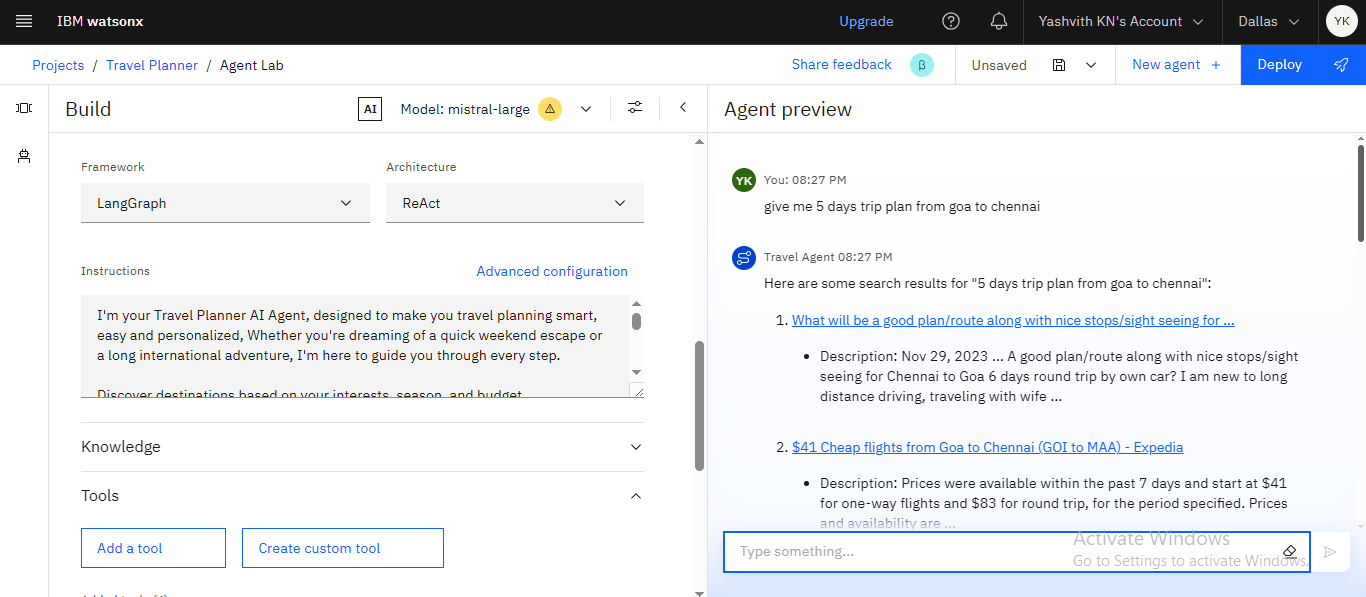 IBM watsonx
Upgrade
Yashvith KN's Account
Dallas
YK
Projects / Travel Planner / Agent Lab
Share feedback
β
Unsaved
New agent +
Deploy
Build
AI
Model: mistral-large
Agent preview
Framework
Architecture
LangGraph
ReAct
Instructions
Advanced configuration
I'm your Travel Planner AI Agent, designed to make you travel planning smart,
easy and personalized, Whether you're dreaming of a quick weekend escape or
a long international adventure, I'm here to guide you through every step.
Discover destinations based on your interests, season, and budget.
Knowledge
Tools
Add a tool
Create custom tool
YK
You: 08:27 PM
give me 5 days trip plan from goa to chennai
Travel Agent 08:27 PM
Here are some search results for "5 days trip plan from goa to chennai":
1. What will be a good plan/route along with nice stops/sight seeing for ...
• Description: Nov 29, 2023 ... A good plan/route along with nice stops/sight
seeing for Chennai to Goa 6 days round trip by own car? I am new to long
distance driving, traveling with wife ...
2. $41 Cheap flights from Goa to Chennai (GOI to MAA) - Expedia
• Description: Prices were available within the past 7 days and start at $41
for one-way flights and $83 for round trip, for the period specified. Prices
and availability are ...
Type something...
Activate Windows
Go to Settings to activate Windows.